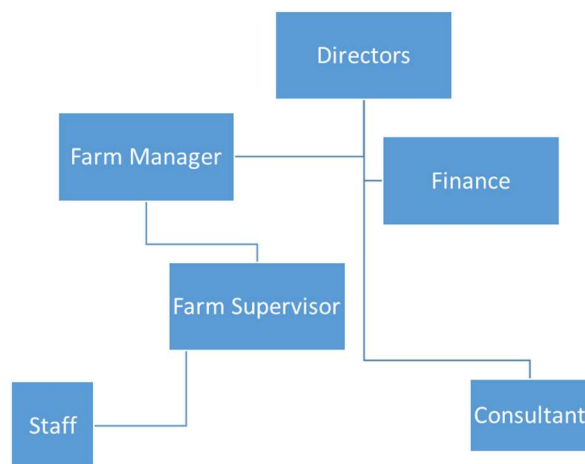 Directors
Farm Manager
Finance
Farm Supervisor
Staff
Consultant